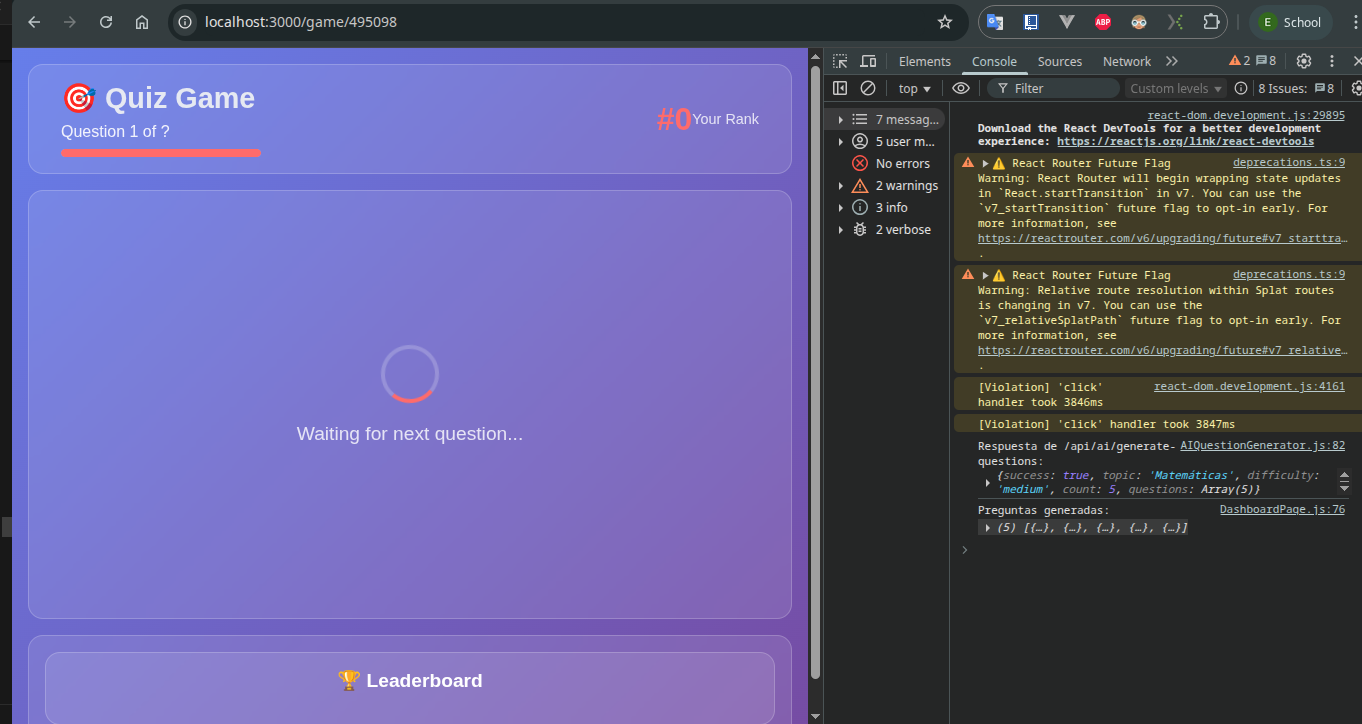 localhost:3000/game/495098
ABP
E School
🎯 Quiz Game
Question 1 of ?
#0 Your Rank
Waiting for next question...
🏆 Leaderboard
Elements Console Sources Network 2 8
top Filter Custom levels 8 Issues: 8
7 messag...
5 user m...
No errors
2 warnings
3 info
2 verbose
react-dom.development.js:29895
Download the React DevTools for a better development
experience: https://reactjs.org/link/react-devtools
⚠️ React Router Future Flag deprecations.ts:9
Warning: React Router will begin wrapping state updates
in `React.startTransition` in v7. You can use the
`v7_startTransition` future flag to opt-in early. For
more information, see
https://reactrouter.com/v6/upgrading/future#v7_starttra…
.
⚠️ React Router Future Flag deprecations.ts:9
Warning: Relative route resolution within Splat routes
is changing in v7. You can use the
`v7_relativeSplatPath` future flag to opt-in early. For
more information, see
https://reactrouter.com/v6/upgrading/future#v7_relative…
.
[Violation] 'click' react-dom.development.js:4161
handler took 3846ms
[Violation] 'click' handler took 3847ms
Respuesta de /api/ai/generate- AIQuestionGenerator.js:82
questions:
{success: true, topic: 'Matemáticas', difficulty:
'medium', count: 5, questions: Array(5)}
Preguntas generadas: DashboardPage.js:76
(5) [{…}, {…}, {…}, {…}, {…}]